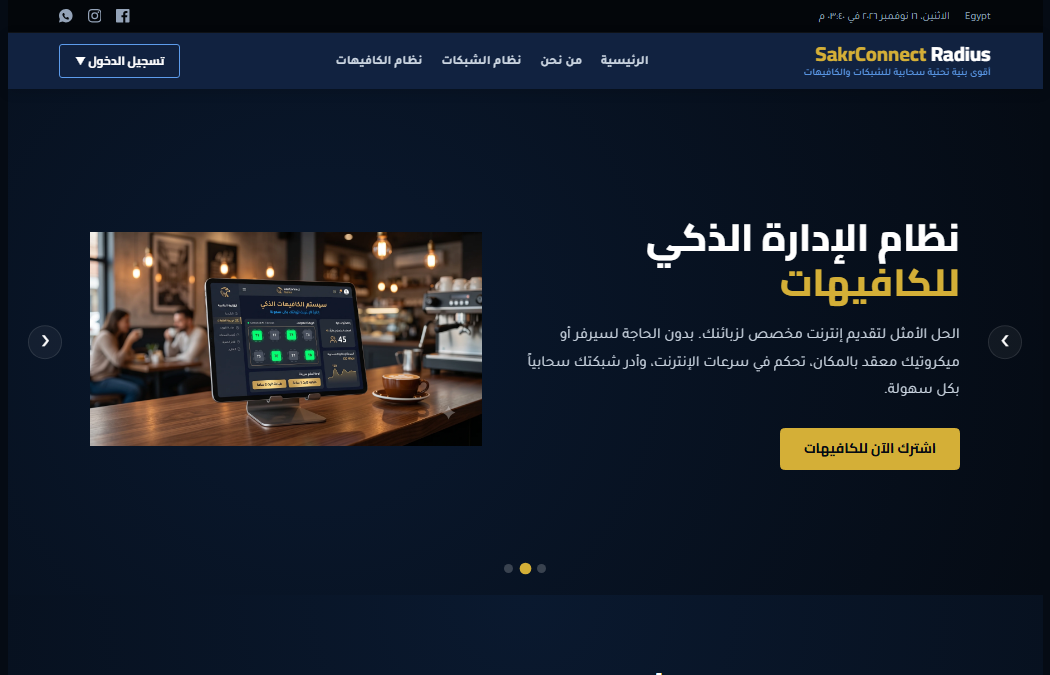 Egypt
الاثنين، ١٦ نوفمبر ٢٠٢٦ في ٠٣:٤٠ م
SakrConnect Radius
أقوى بنية تحتية سحابية للشبكات والكافيهات
الرئيسية
من نحن
نظام الشبكات
نظام الكافيهات
تسجيل الدخول ▼
نظام الإدارة الذكي
للكافيهات
الحل الأمثل لتقديم إنترنت مخصص لزبائنك. بدون الحاجة لسيرفر أو
ميكروتيك معقد بالمكان، تحكم في سرعات الإنترنت، وأدر شبكتك سحابياً
بكل سهولة.
اشترك الآن للكافيهات
سيستم الكافيهات الذكي
45